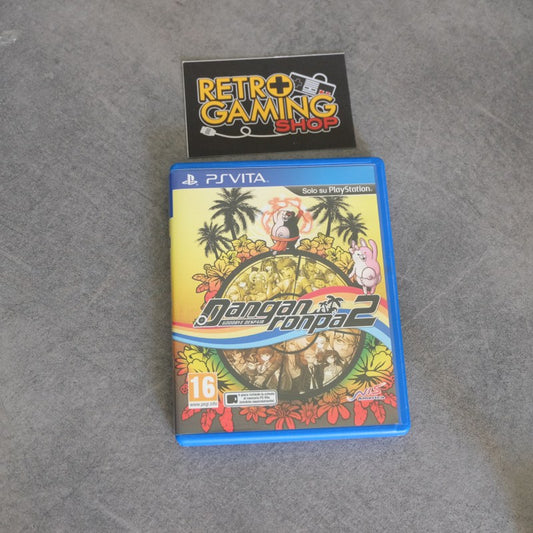 RETRO
GAMING
SHOP
PSVITA
Solo su PlayStation.
Danganronpa 2
GOODBYE DESPAIR
16
www.pegi.info